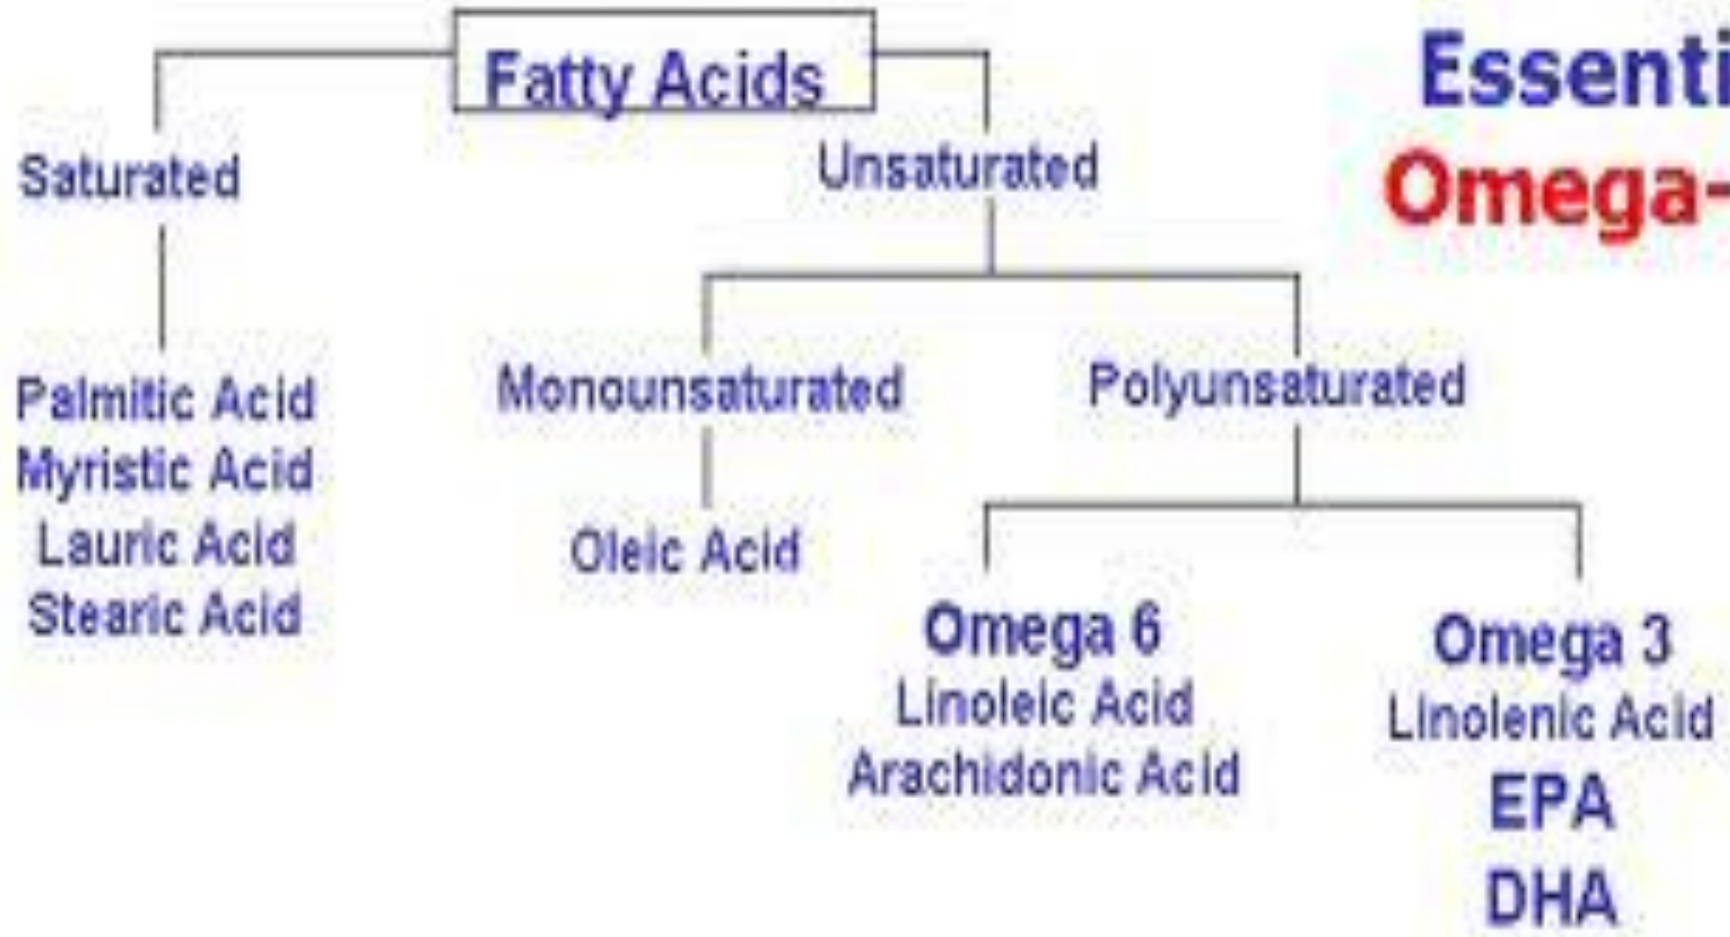 Fatty Acids
Essenti
Omega-
Saturated
Unsaturated
Palmitic Acid
Myristic Acid
Lauric Acid
Stearic Acid
Monounsaturated
Polyunsaturated
Oleic Acid
Omega 6
Linoleic Acid
Arachidonic Acid
Omega 3
Linolenic Acid
EPA
DHA